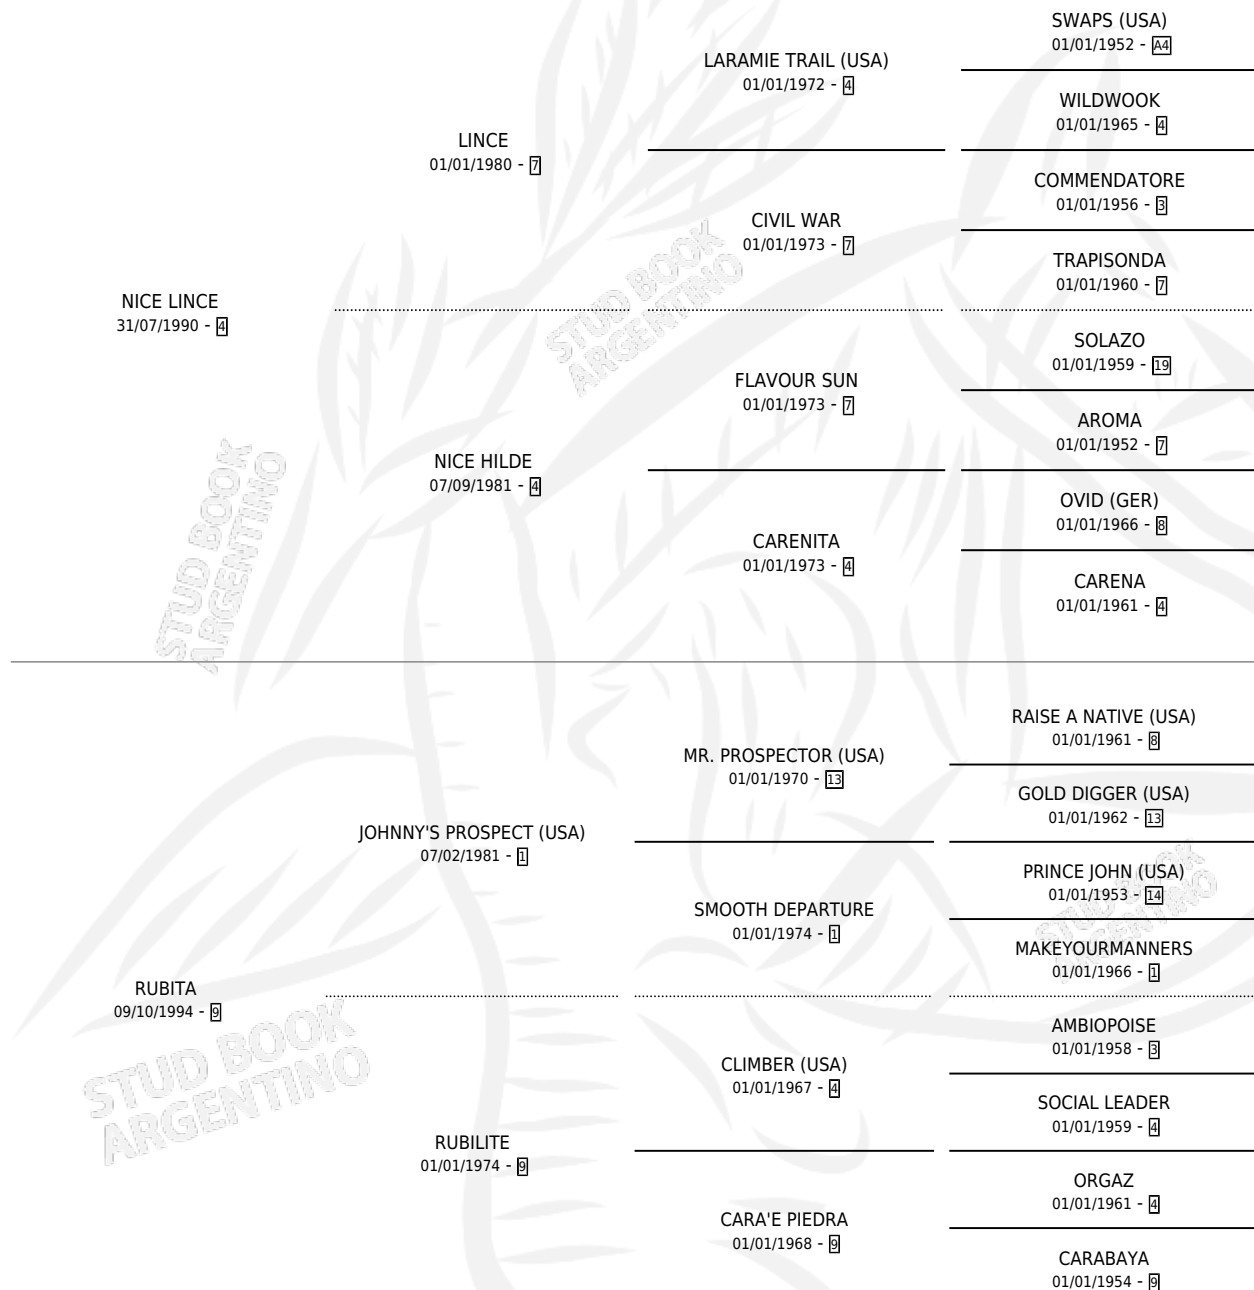 SWAPS (USA)
01/01/1952 - A4
LARAMIE TRAIL (USA)
01/01/1972 - 4
WILDWOOK
01/01/1965 - 4
LINCE
01/01/1980 - 7
COMMENDATORE
01/01/1956 - 3
CIVIL WAR
01/01/1973 - 7
TRAPISONDA
01/01/1960 - 7
NICE LINCE
31/07/1990 - 4
SOLAZO
01/01/1959 - 19
FLAVOUR SUN
01/01/1973 - 7
AROMA
01/01/1952 - 7
NICE HILDE
07/09/1981 - 4
OVID (GER)
01/01/1966 - 8
CARENITA
01/01/1973 - 4
CARENA
01/01/1961 - 4
STUD BOOK
ARGENTINO
STUD BOOK
ARGENTINO
RAISE A NATIVE (USA)
01/01/1961 - 8
MR. PROSPECTOR (USA)
01/01/1970 - 13
GOLD DIGGER (USA)
01/01/1962 - 13
JOHNNY'S PROSPECT (USA)
07/02/1981 - 1
PRINCE JOHN (USA)
01/01/1953 - 14
SMOOTH DEPARTURE
01/01/1974 - 1
MAKEYOURMANNERS
01/01/1966 - 1
RUBITA
09/10/1994 - 9
AMBIOPOISE
01/01/1958 - 3
CLIMBER (USA)
01/01/1967 - 4
SOCIAL LEADER
01/01/1959 - 4
RUBILITE
01/01/1974 - 9
ORGAZ
01/01/1961 - 4
CARA'E PIEDRA
01/01/1968 - 9
CARABAYA
01/01/1954 - 9
STUD BOOK
ARGENTINO
STUD BOOK
ARGENTINO